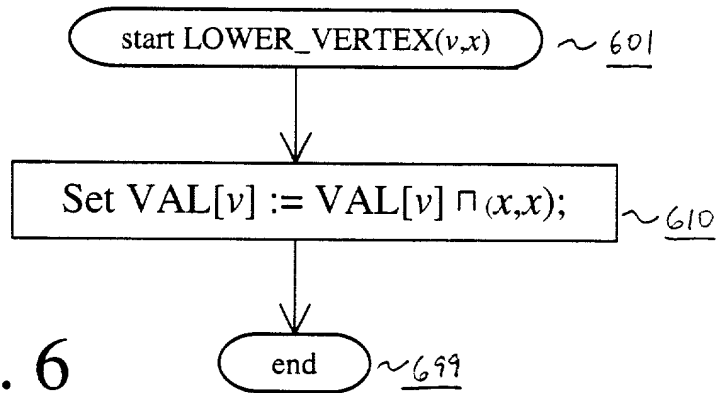 start LOWER_VERTEX(v,x) ~ 601
Set VAL[v] := VAL[v] ⊓ (x,x); ~610
. 6
end ~699